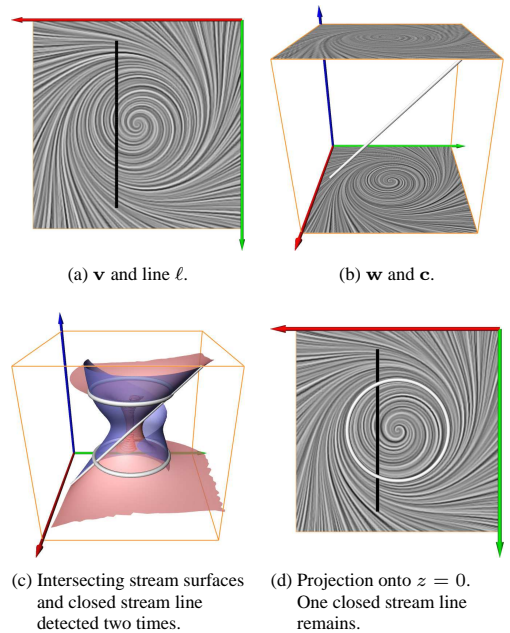 (a) v and line ℓ.
(b) w and c.
(c) Intersecting stream surfaces
and closed stream line
detected two times.
(d) Projection onto z = 0.
One closed stream line
remains.